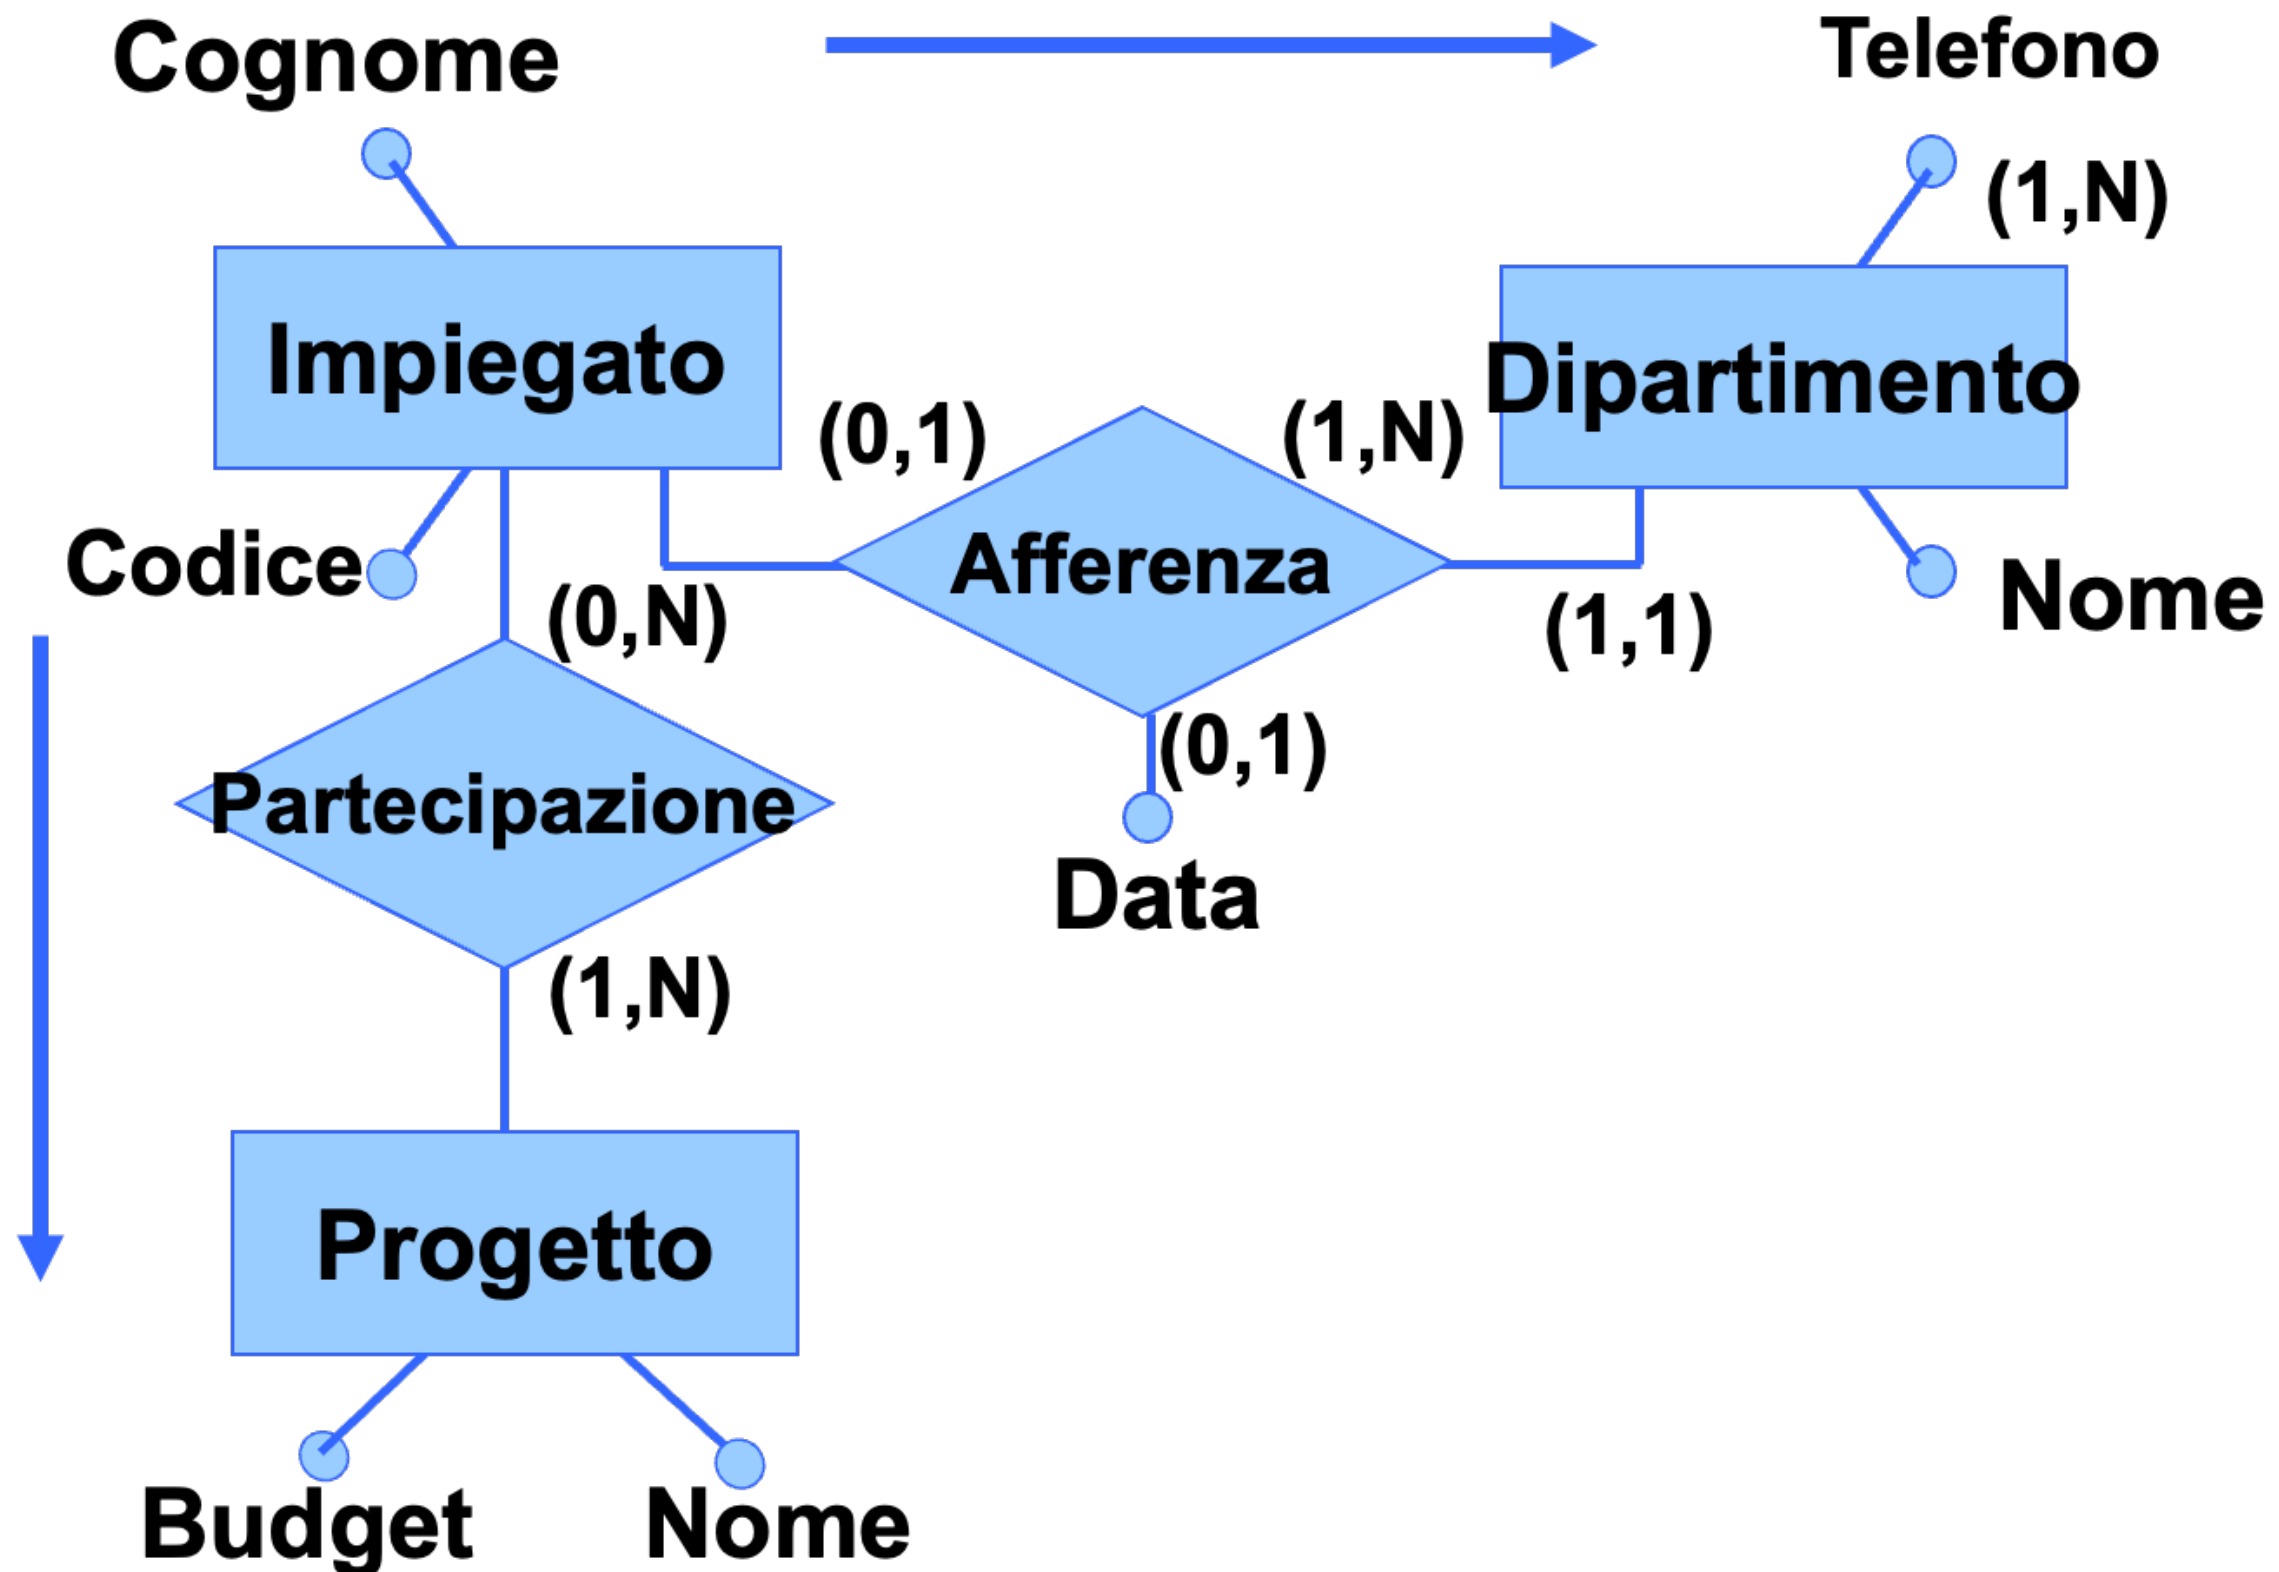 Cognome
Telefono
(1,N)
Impiegato
Dipartimento
(0,1)
(1,N)
Afferenza
Codice
(0,N)
(1,1)
Nome
(0,1)
Partecipazione
Data
(1,N)
Progetto
Budget
Nome